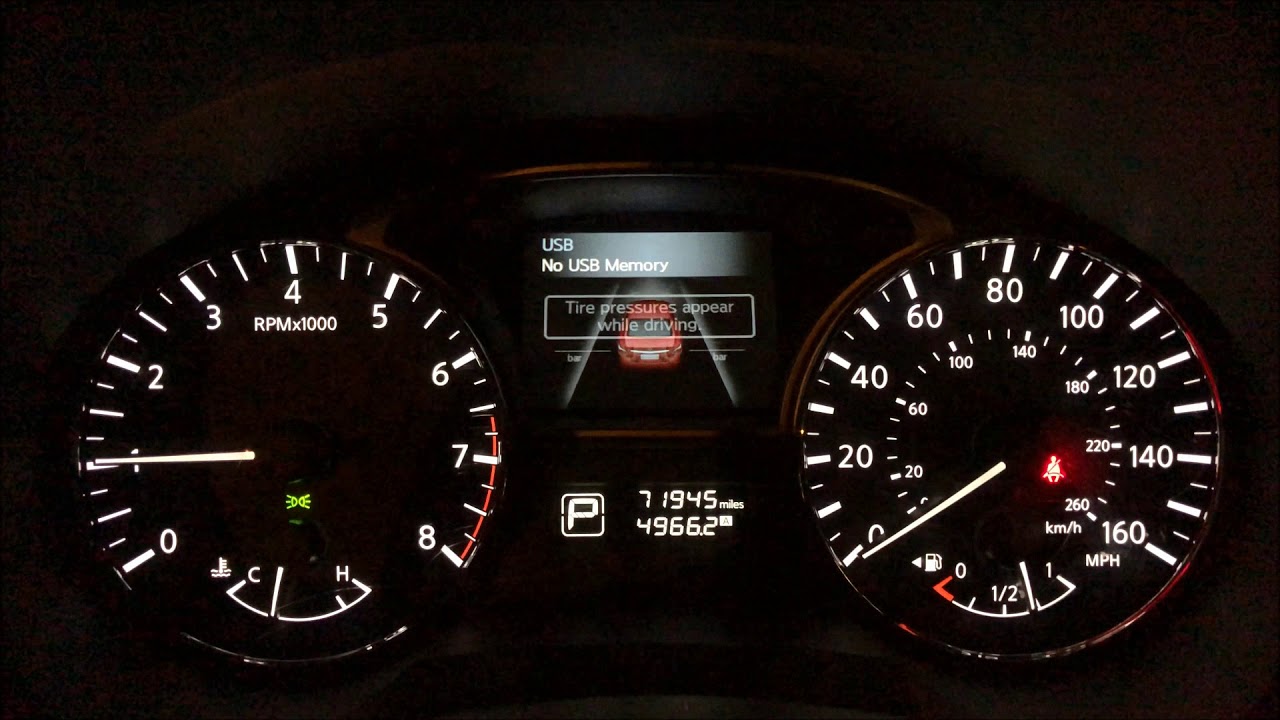 USB
No USB Memory
Tire pressures appear
while driving.
bar
bar
0
1
2
3
4
5
6
7
8
RPMx1000
C
H
P
71945 miles
4966.2 A
0
20
40
60
80
100
120
140
160
MPH
20
60
100
140
180
220
260
km/h
0
1/2
1